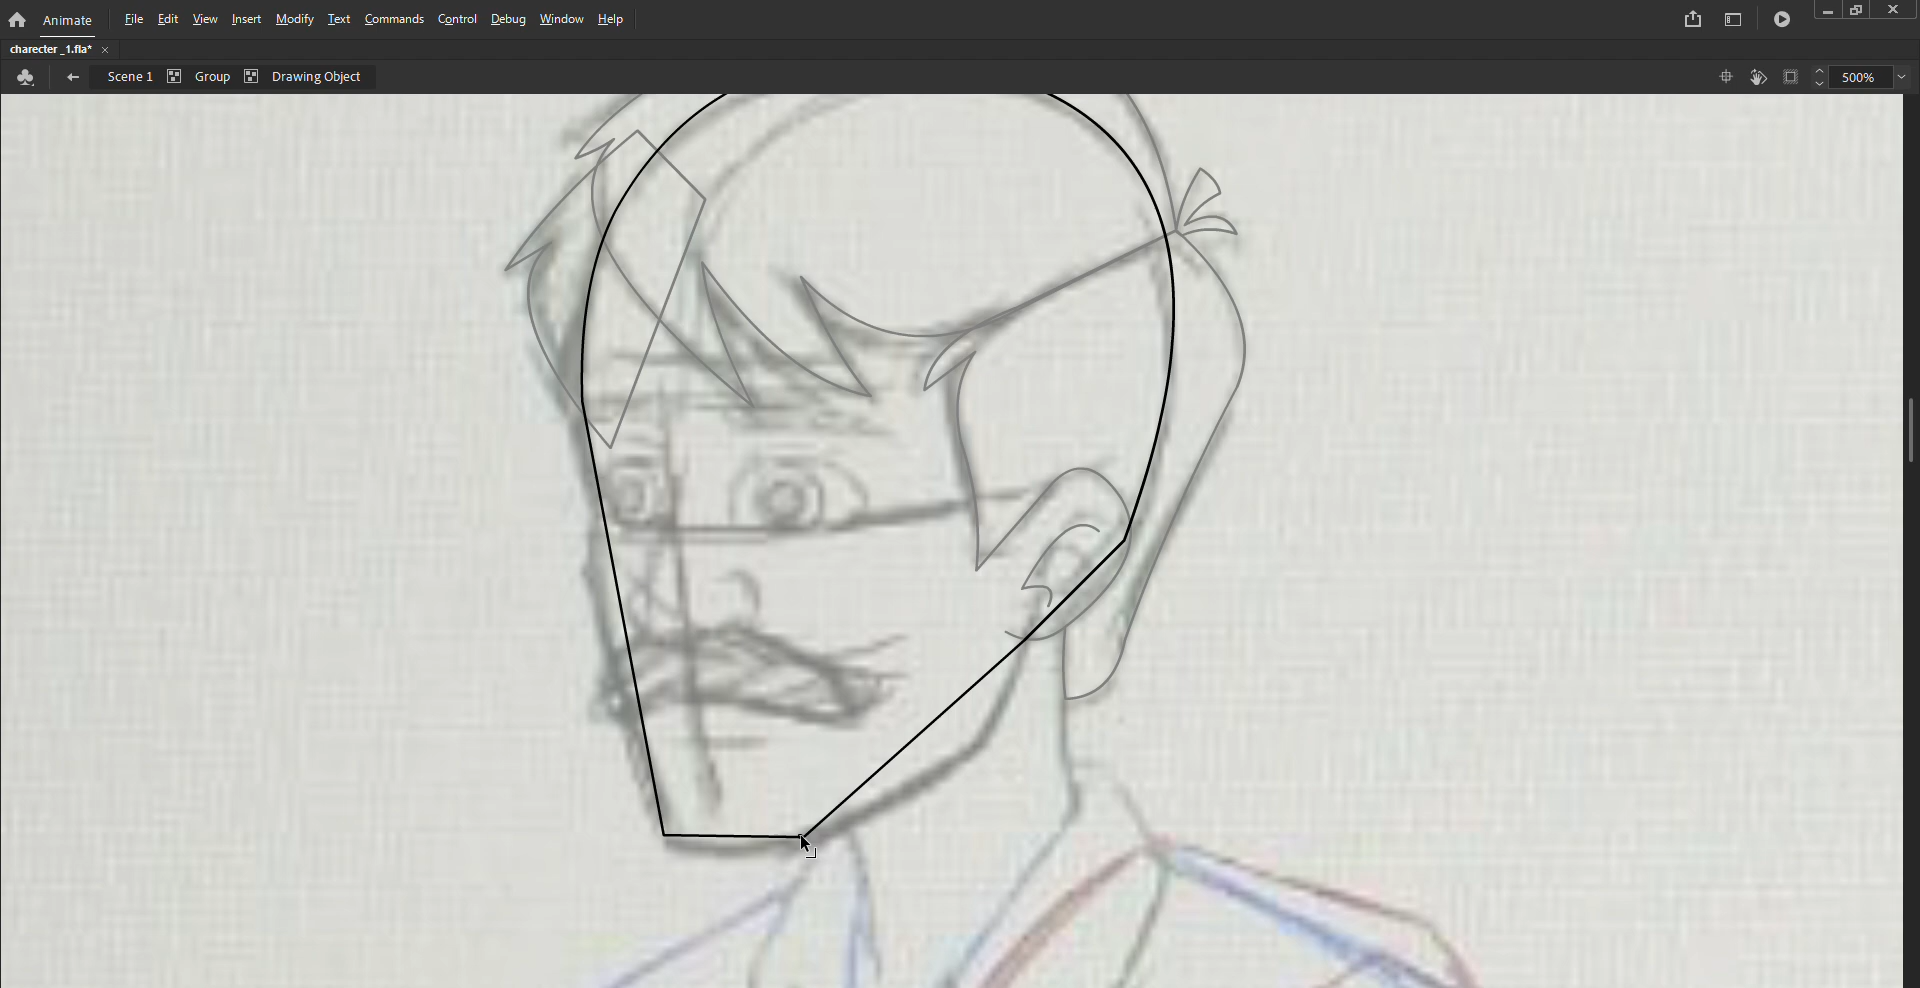 Animate File Edit View Insert Modify Text Commands Control Debug Window Help
charecter _1.fla* ×
Scene 1 Group Drawing Object 500%